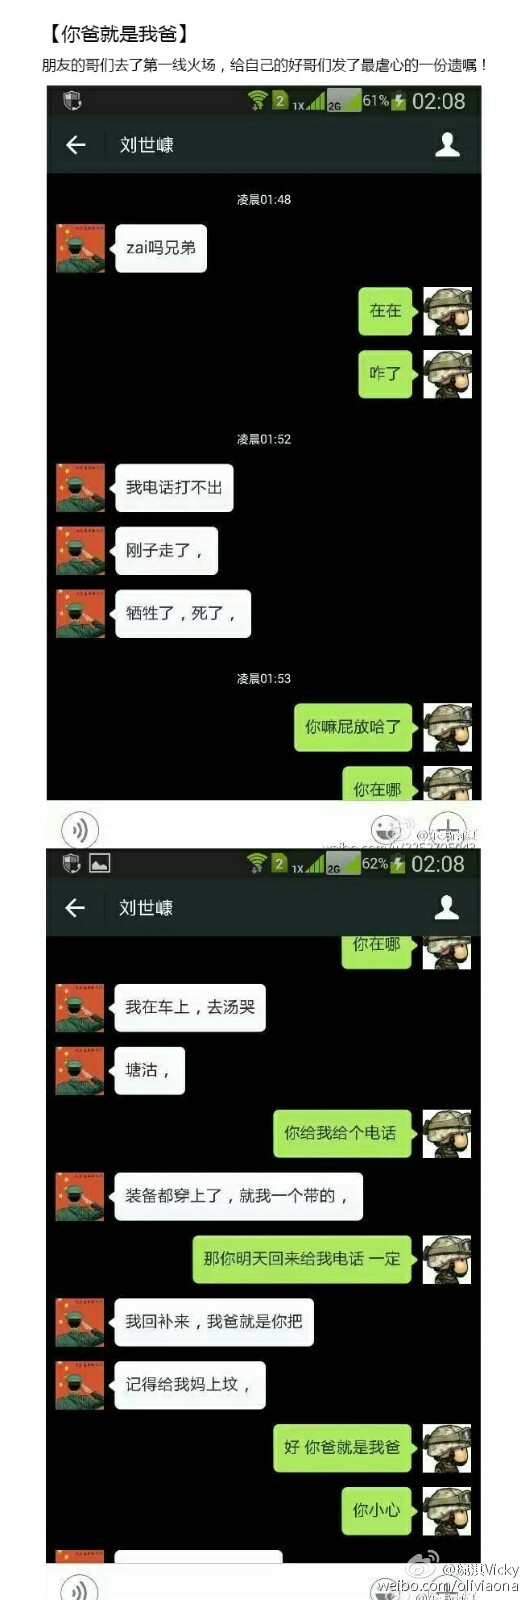 【你爸就是我爸】
朋友的哥们去了第一线火场，给自己的好哥们发了最虐心的一份遗嘱！
2 1X 2G 61% 02:08
刘世嵻
凌晨01:48
zai吗兄弟
在在
咋了
凌晨01:52
我电话打不出
刚子走了，
牺牲了，死了，
凌晨01:53
你嘛屁放哈了
你在哪
2 1X 2G 62% 02:08
刘世嵻
你在哪
我在车上，去汤哭
塘沽，
你给我给个电话
装备都穿上了，就我一个带的，
那你明天回来给我电话 一定
我回补来，我爸就是你把
记得给我妈上坟，
好 你爸就是我爸
你小心
weibo.com/oliviaona